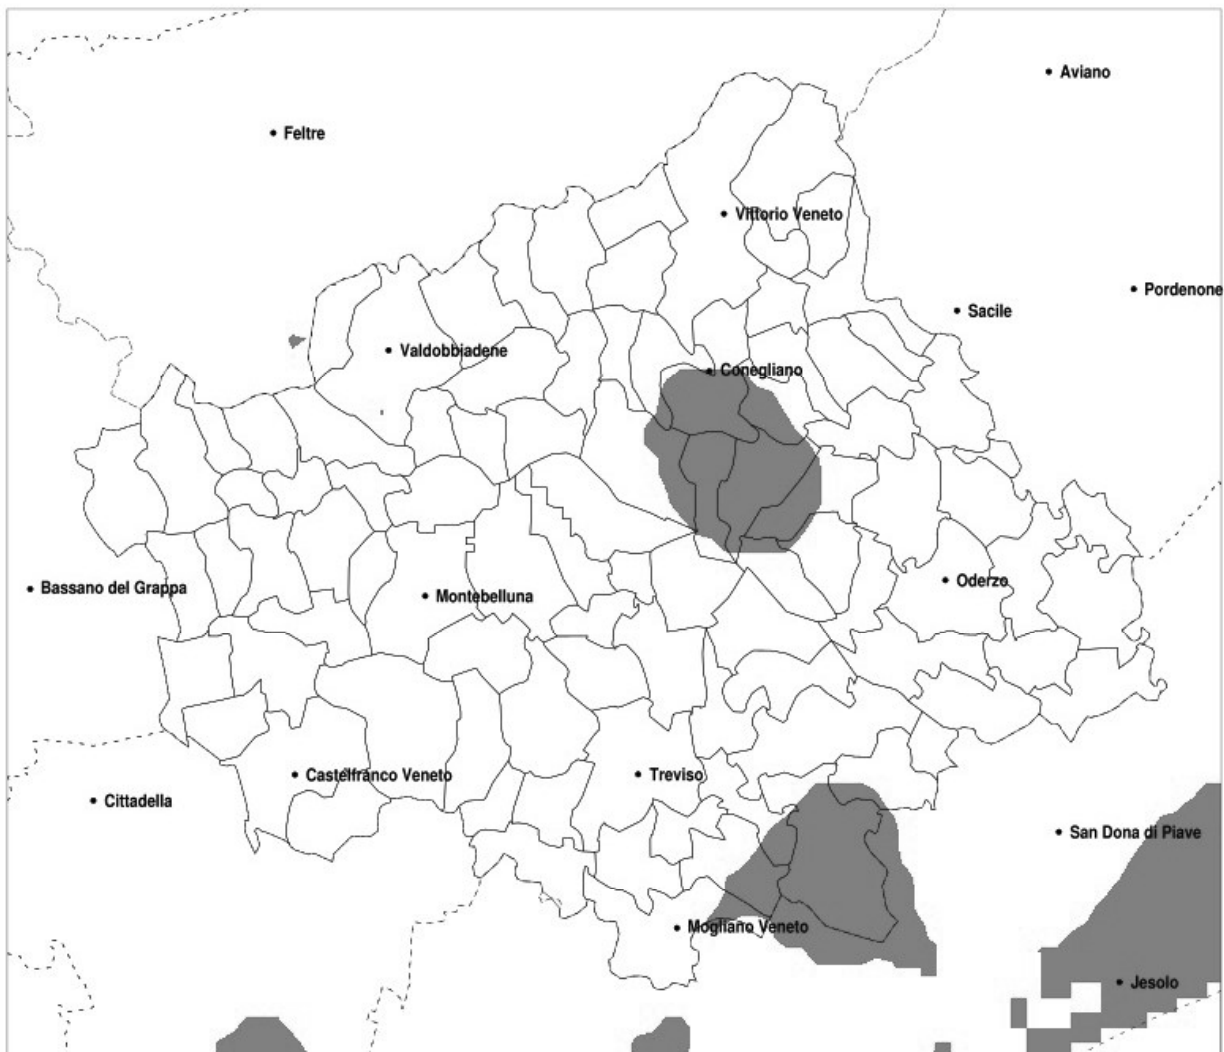 Aviano
Feltre
Vittorio Veneto
Pordenone
Sacile
Valdobbiadene
Conegliano
Oderzo
Bassano del Grappa
Montebelluna
Castelfranco Veneto
Treviso
Cittadella
San Dona di Piave
Mogliano Veneto
Jesolo